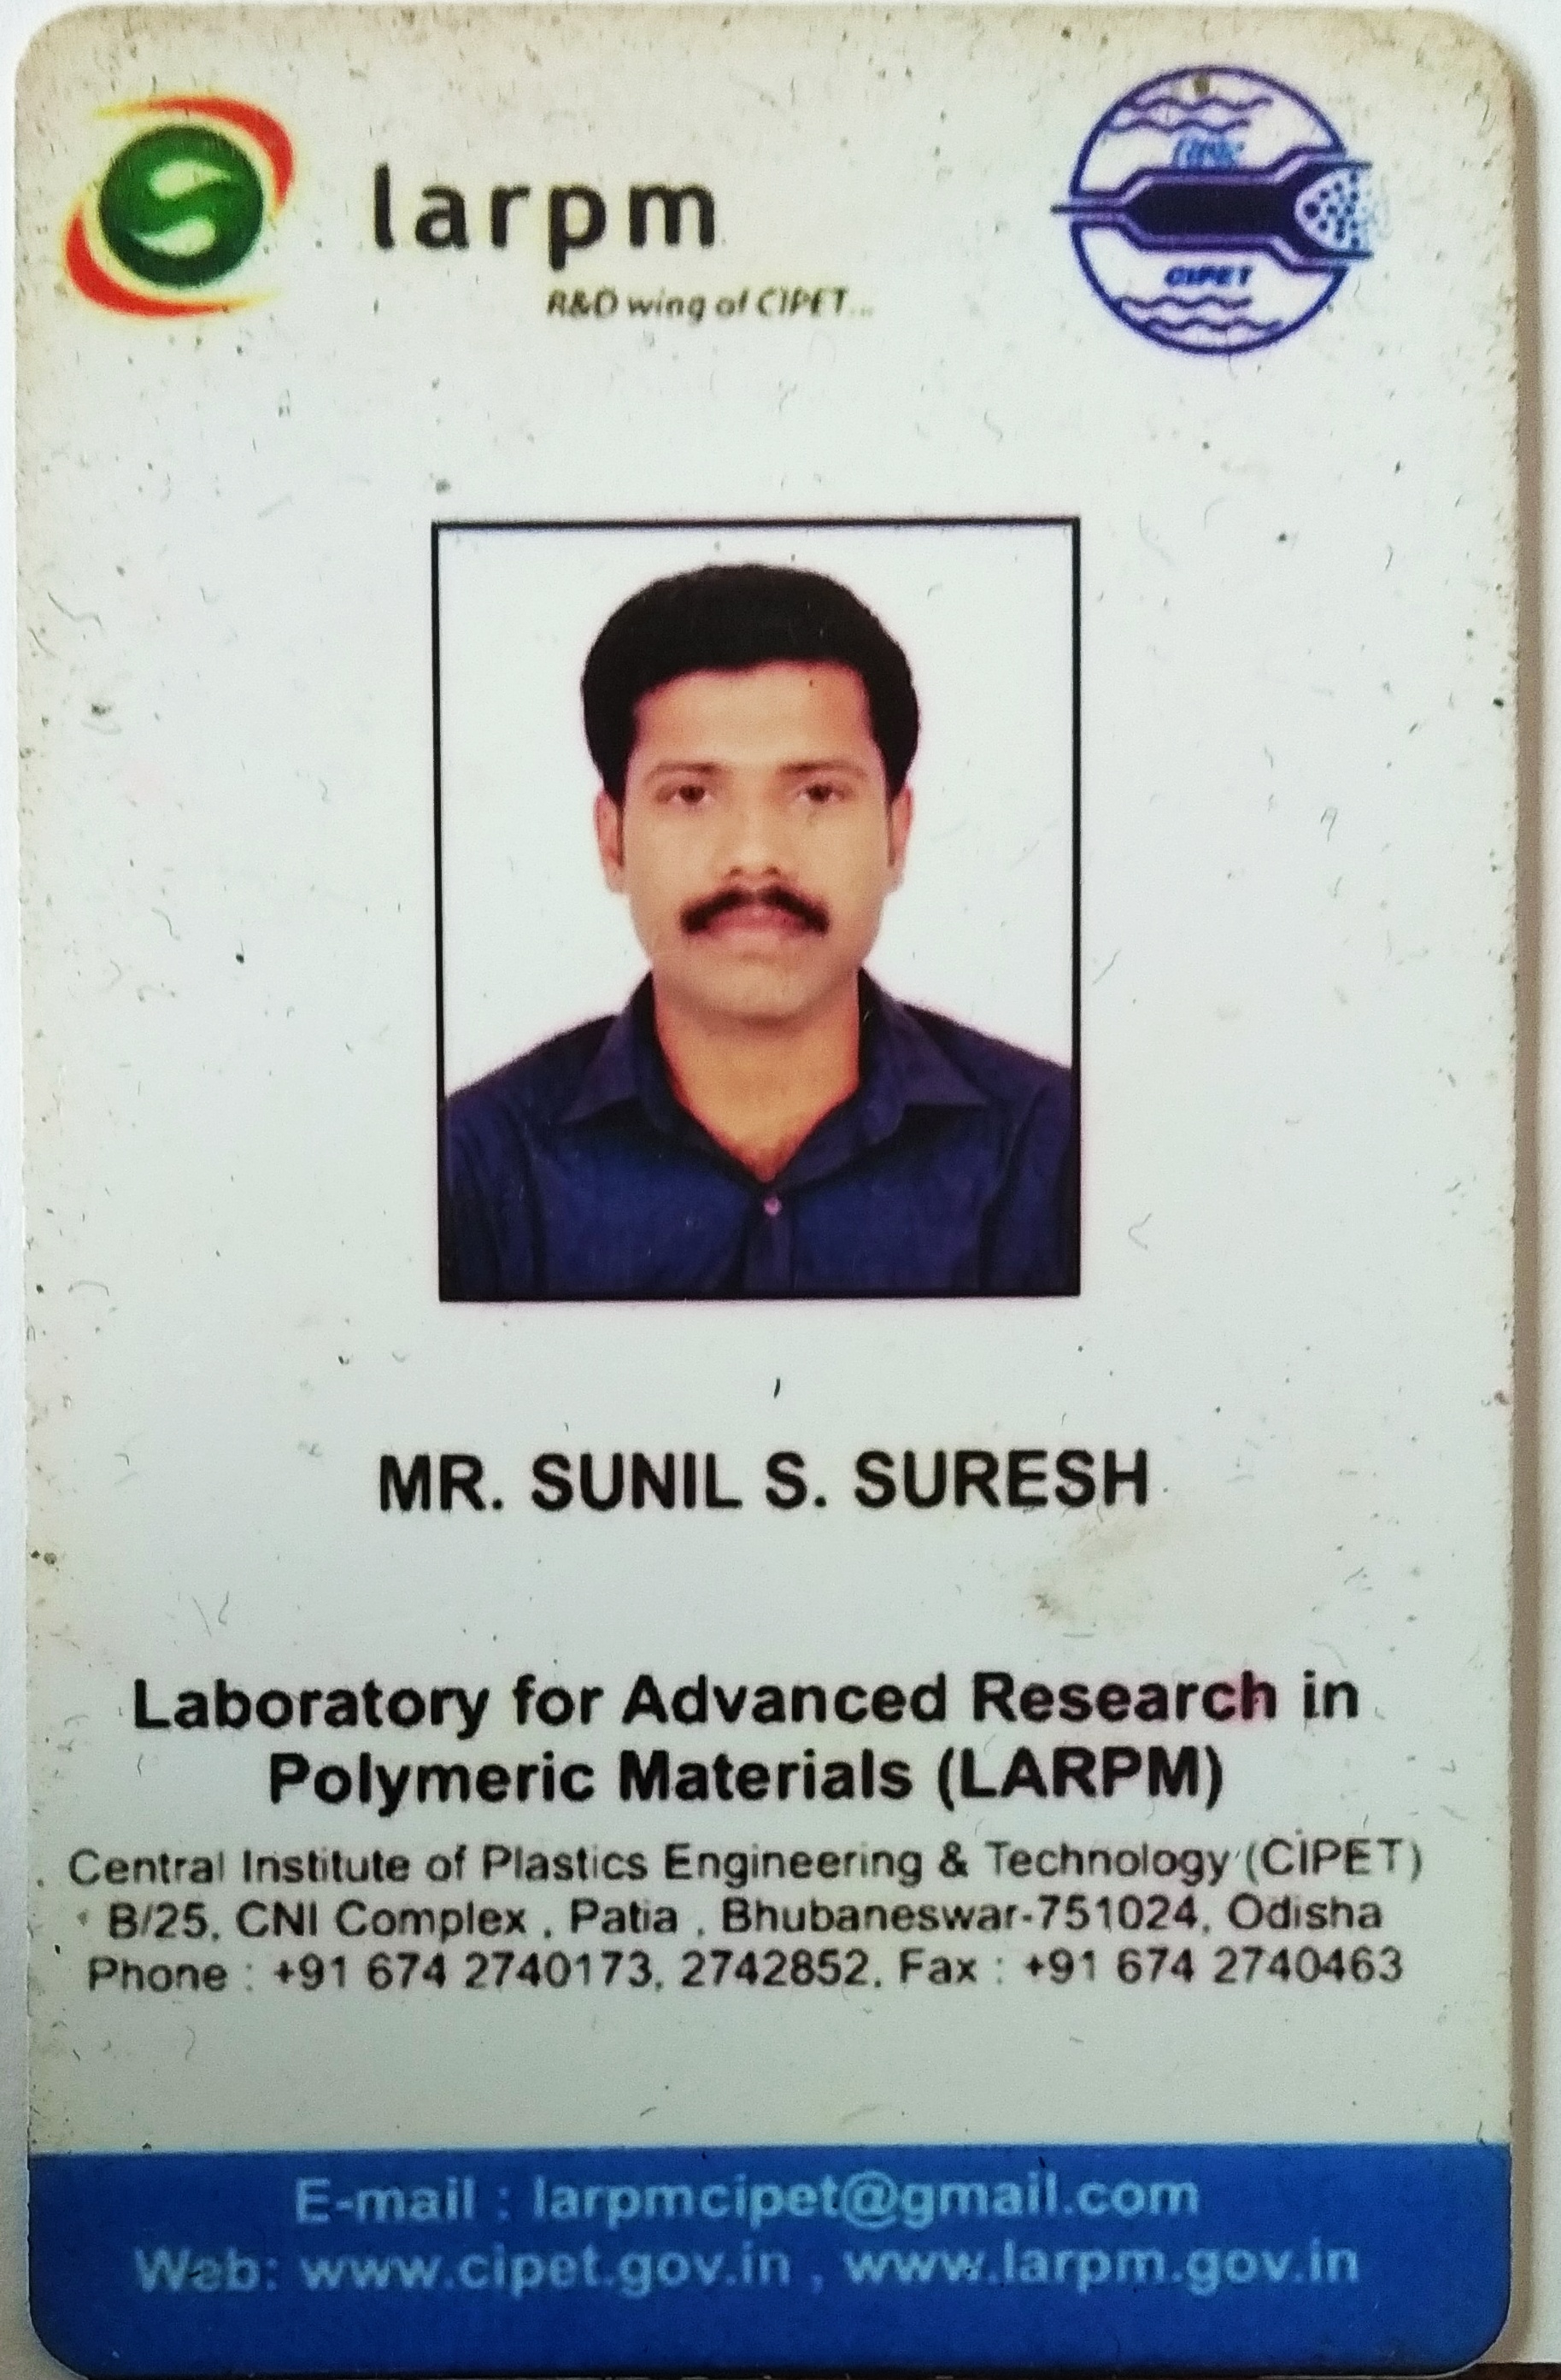 larpm
R&D wing of CIPET...
CIPET
MR. SUNIL S. SURESH
Laboratory for Advanced Research in
Polymeric Materials (LARPM)
Central Institute of Plastics Engineering & Technology (CIPET)
B/25, CNI Complex , Patia , Bhubaneswar-751024, Odisha
Phone : +91 674 2740173, 2742852, Fax : +91 674 2740463
E-mail : larpmcipet@gmail.com
Web: www.cipet.gov.in , www.larpm.gov.in